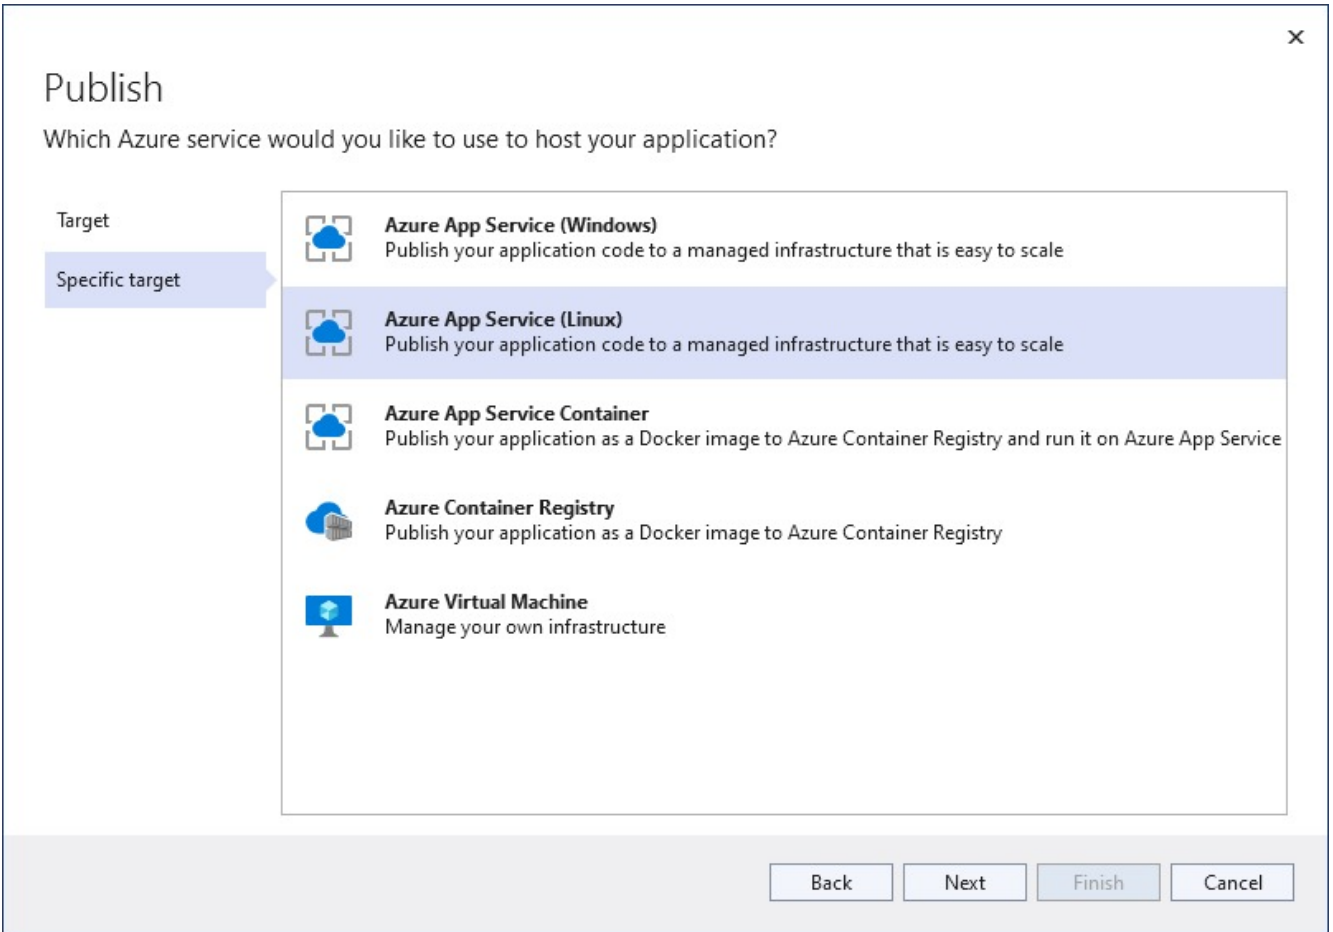 Publish
Which Azure service would you like to use to host your application?
Target
Specific target
Azure App Service (Windows)
Publish your application code to a managed infrastructure that is easy to scale
Azure App Service (Linux)
Publish your application code to a managed infrastructure that is easy to scale
Azure App Service Container
Publish your application as a Docker image to Azure Container Registry and run it on Azure App Service
Azure Container Registry
Publish your application as a Docker image to Azure Container Registry
Azure Virtual Machine
Manage your own infrastructure
Back
Next
Finish
Cancel